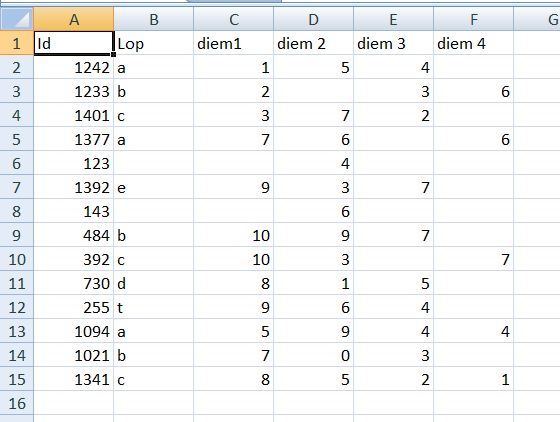 A B C D E F G
1 Id Lop diem1 diem 2 diem 3 diem 4
2 1242 a 1 5 4
3 1233 b 2 3 6
4 1401 c 3 7 2
5 1377 a 7 6 6
6 123 4
7 1392 e 9 3 7
8 143 6
9 484 b 10 9 7
10 392 c 10 3 7
11 730 d 8 1 5
12 255 t 9 6 4
13 1094 a 5 9 4 4
14 1021 b 7 0 3
15 1341 c 8 5 2 1
16